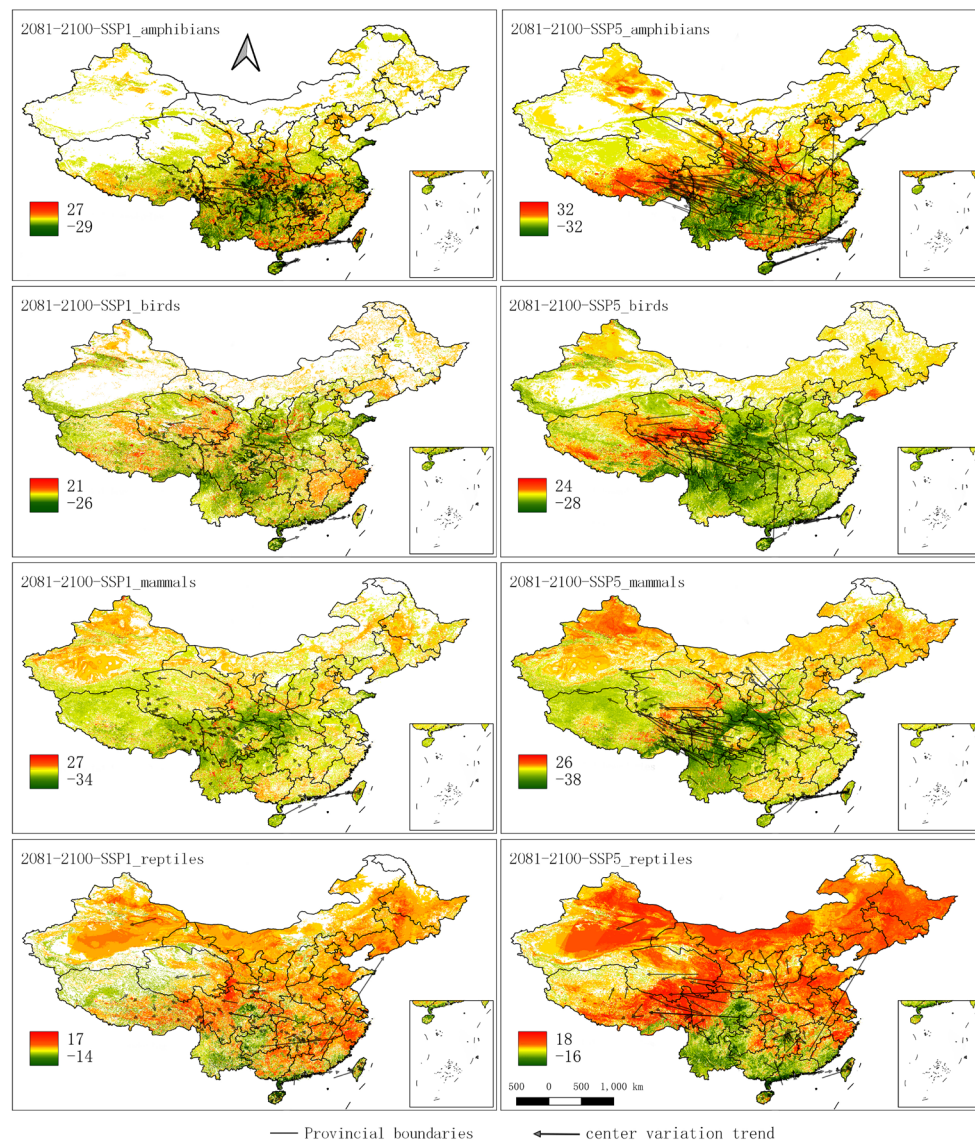 2081-2100-SSP1_amphibians
27
-29
2081-2100-SSP5_amphibians
32
-32
2081-2100-SSP1_birds
21
-26
2081-2100-SSP5_birds
24
-28
2081-2100-SSP1_mammals
27
-34
2081-2100-SSP5_mammals
26
-38
2081-2100-SSP1_reptiles
17
-14
2081-2100-SSP5_reptiles
18
-16
500 0 500 1,000 km
Provincial boundaries
center variation trend